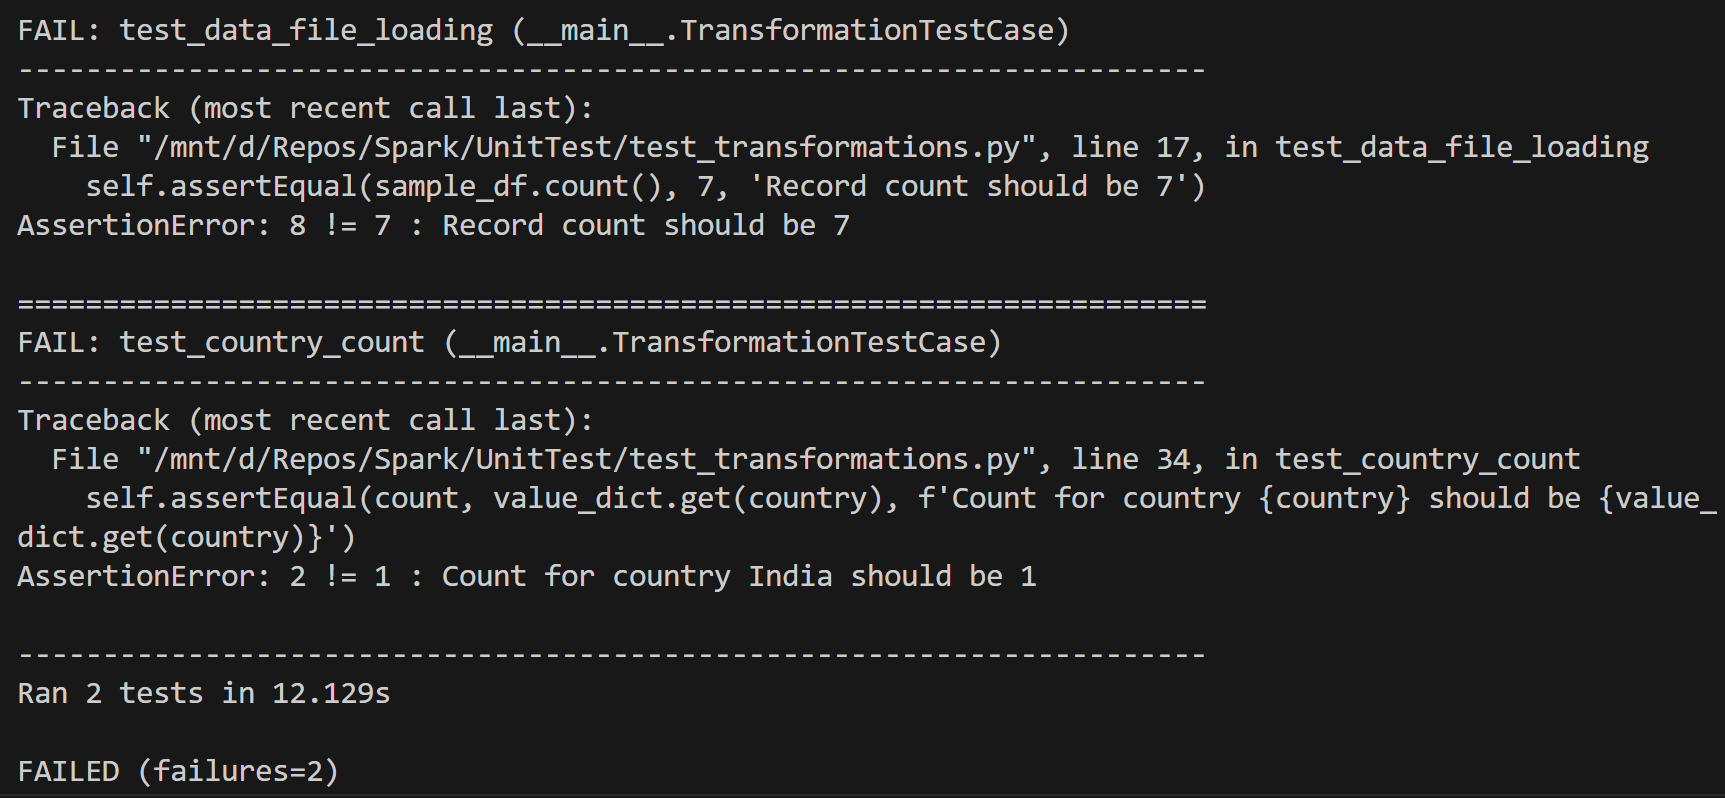 FAIL: test_data_file_loading (__main__.TransformationTestCase)
----------------------------------------------------------------------
Traceback (most recent call last):
  File "/mnt/d/Repos/Spark/UnitTest/test_transformations.py", line 17, in test_data_file_loading
    self.assertEqual(sample_df.count(), 7, 'Record count should be 7')
AssertionError: 8 != 7 : Record count should be 7

======================================================================
FAIL: test_country_count (__main__.TransformationTestCase)
----------------------------------------------------------------------
Traceback (most recent call last):
  File "/mnt/d/Repos/Spark/UnitTest/test_transformations.py", line 34, in test_country_count
    self.assertEqual(count, value_dict.get(country), f'Count for country {country} should be {value_
dict.get(country)}')
AssertionError: 2 != 1 : Count for country India should be 1

----------------------------------------------------------------------
Ran 2 tests in 12.129s

FAILED (failures=2)